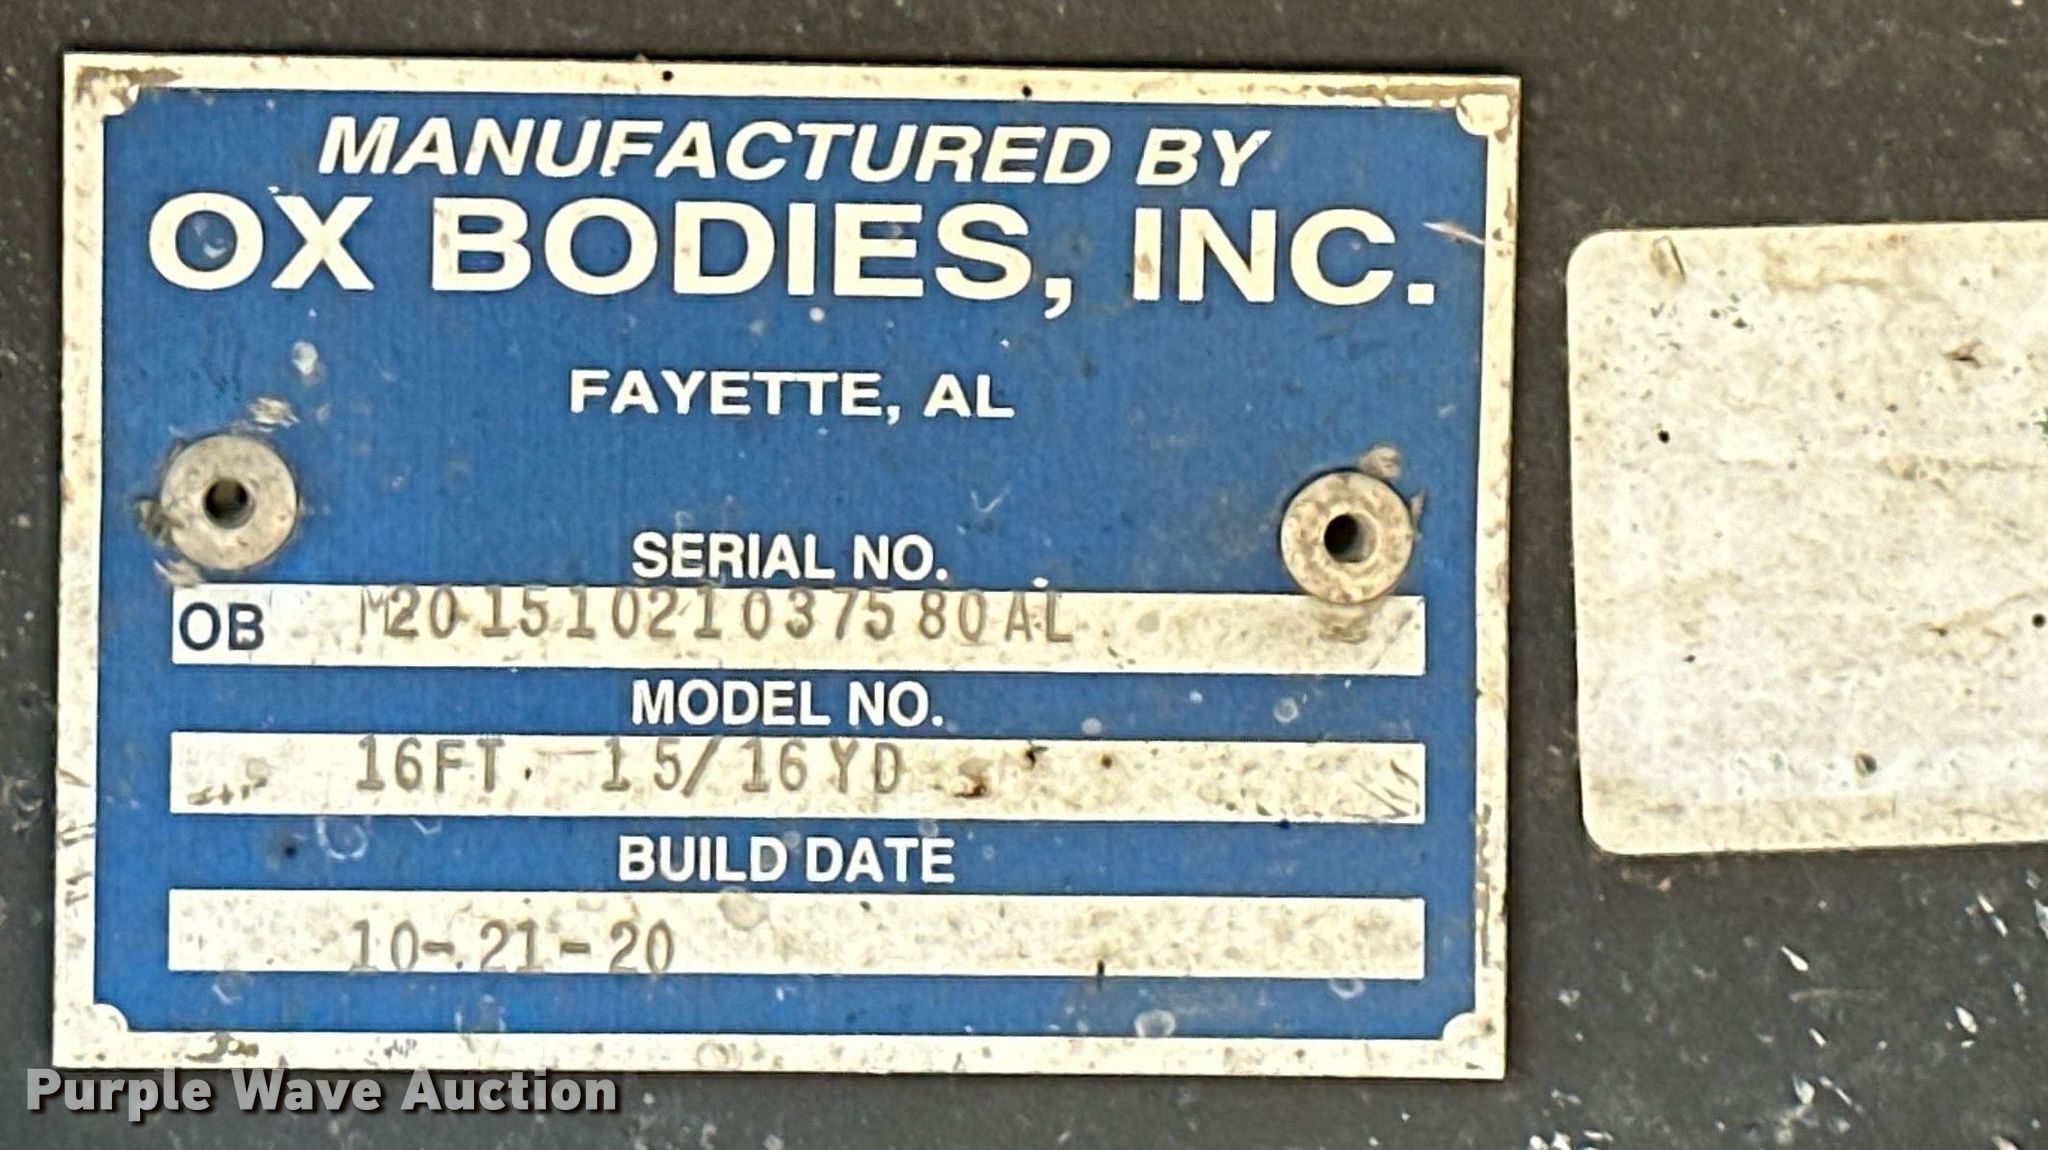 MANUFACTURED BY
OX BODIES, INC.
FAYETTE, AL
SERIAL NO.
OB M20151021037580AL
MODEL NO.
16FT - 15/16YD
BUILD DATE
10-21-20
Purple Wave Auction